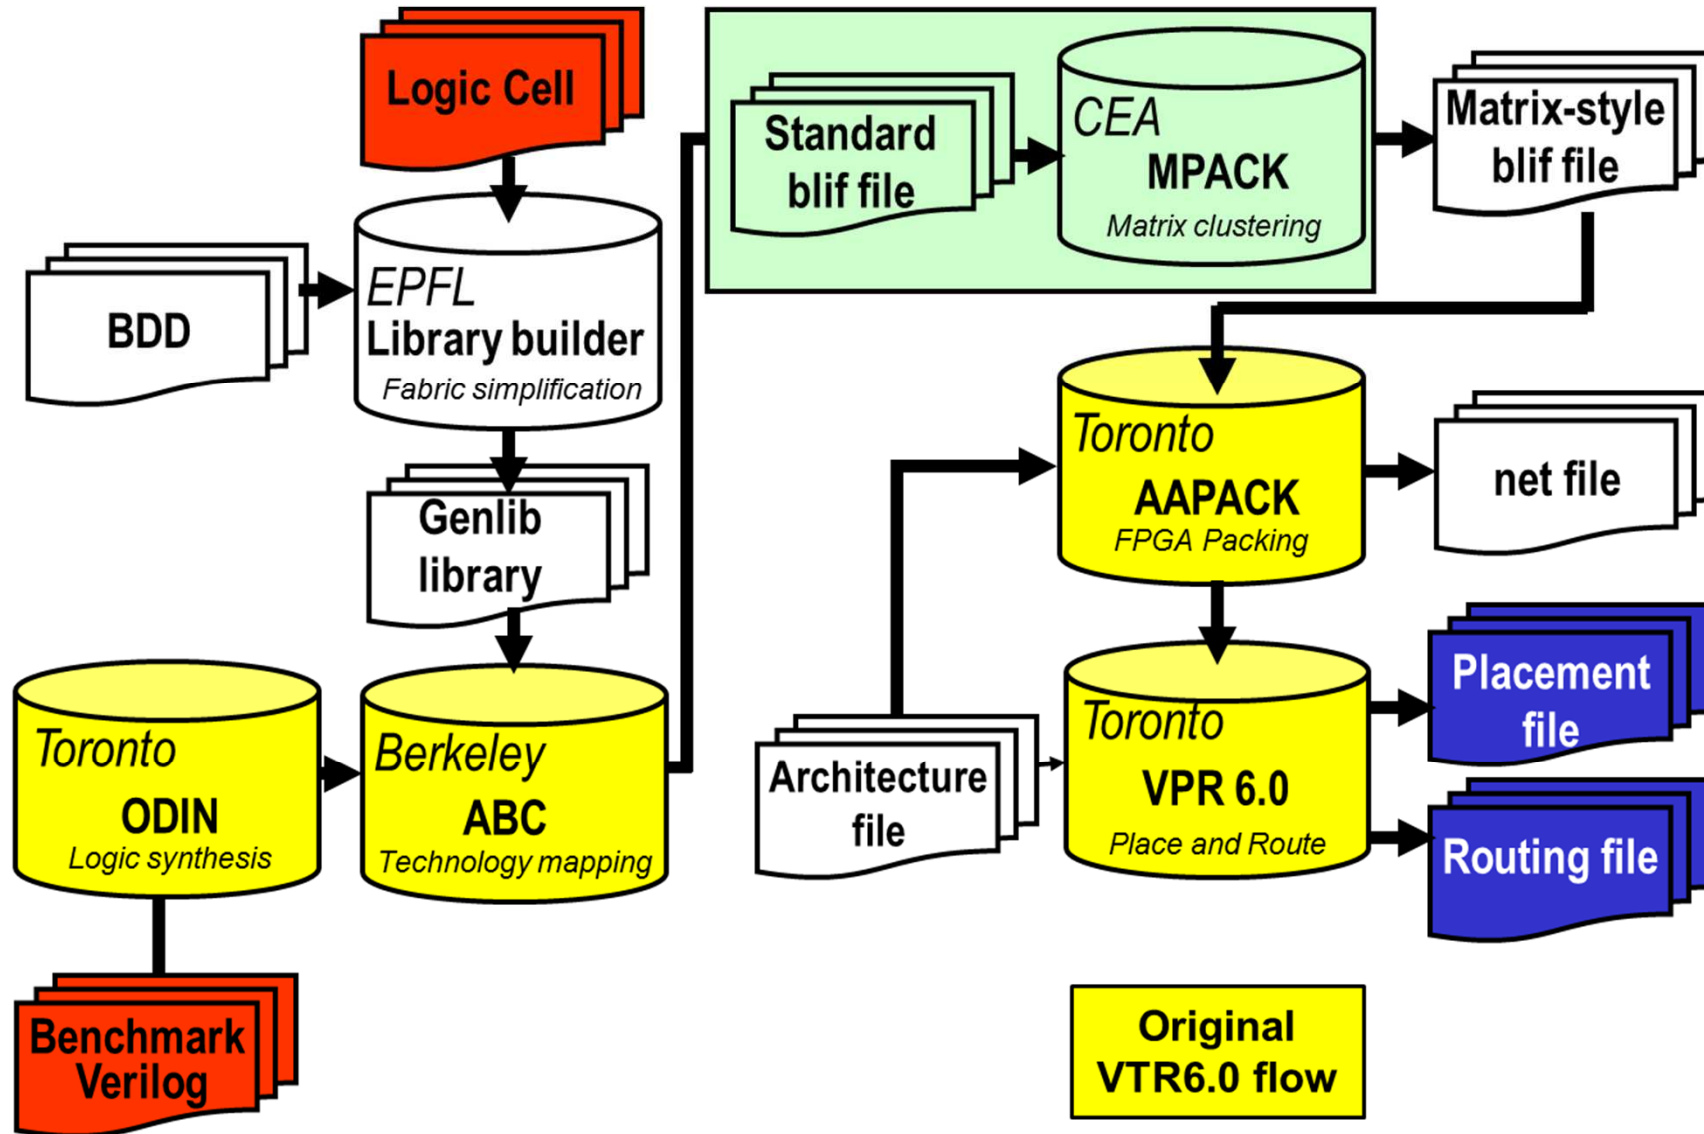 Logic Cell
BDD
EPFL
Library builder
Fabric simplification
Genlib
library
Toronto
ODIN
Logic synthesis
Berkeley
ABC
Technology mapping
Benchmark
Verilog
Standard
blif file
CEA
MPACK
Matrix clustering
Matrix-style
blif file
Toronto
AAPACK
FPGA Packing
net file
Architecture
file
Toronto
VPR 6.0
Place and Route
Placement
file
Routing file
Original
VTR6.0 flow